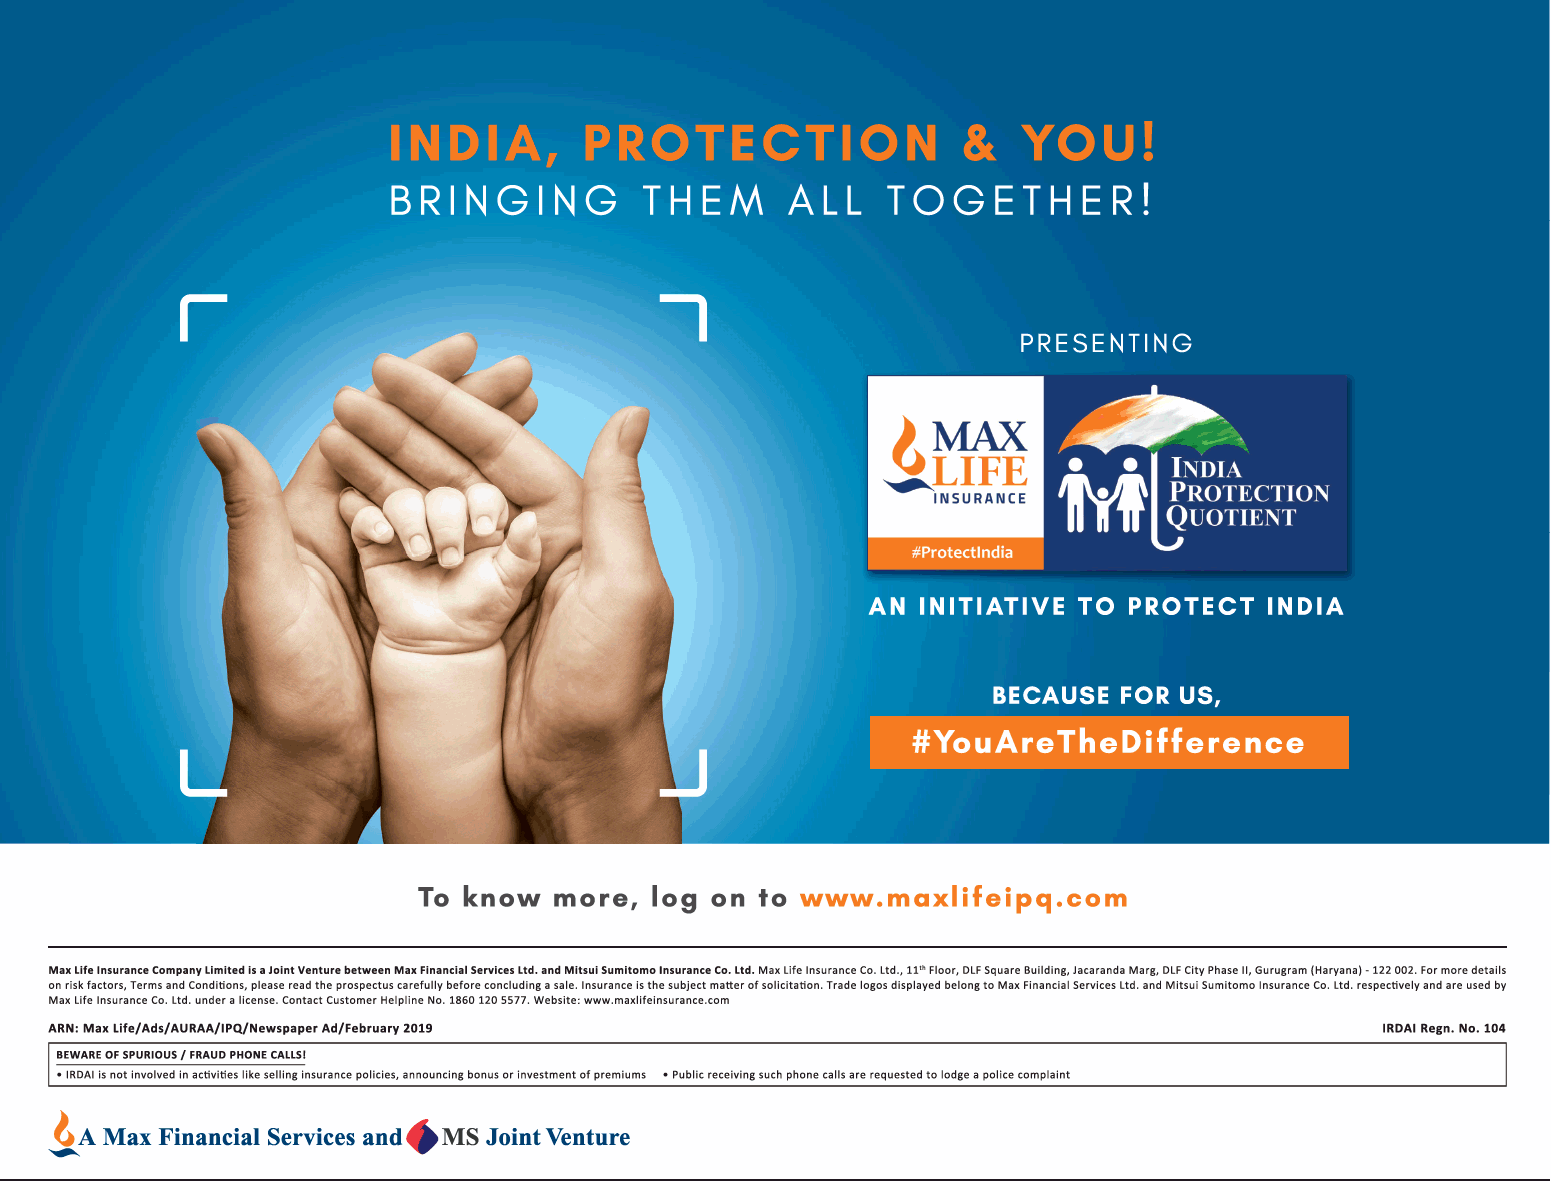 INDIA, PROTECTION & YOU!
BRINGING THEM ALL TOGETHER!
PRESENTING
MAX
LIFE
INSURANCE
#ProtectIndia
INDIA
PROTECTION
QUOTIENT
AN INITIATIVE TO PROTECT INDIA
BECAUSE FOR US,
#YouAreTheDifference
To know more, log on to www.maxlifeipq.com
Max Life Insurance Company Limited is a Joint Venture between Max Financial Services Ltd. and Mitsui Sumitomo Insurance Co. Ltd. Max Life Insurance Co. Ltd., 11th Floor, DLF Square Building, Jacaranda Marg, DLF City Phase II, Gurugram (Haryana) - 122 002. For more details
on risk factors, Terms and Conditions, please read the prospectus carefully before concluding a sale. Insurance is the subject matter of solicitation. Trade logos displayed belong to Max Financial Services Ltd. and Mitsui Sumitomo Insurance Co. Ltd. respectively and are used by
Max Life Insurance Co. Ltd. under a license. Contact Customer Helpline No. 1860 120 5577. Website: www.maxlifeinsurance.com
ARN: Max Life/Ads/AURAA/IPQ/Newspaper Ad/February 2019 IRDAI Regn. No. 104
BEWARE OF SPURIOUS / FRAUD PHONE CALLS!
• IRDAI is not involved in activities like selling insurance policies, announcing bonus or investment of premiums • Public receiving such phone calls are requested to lodge a police complaint
A Max Financial Services and MS Joint Venture